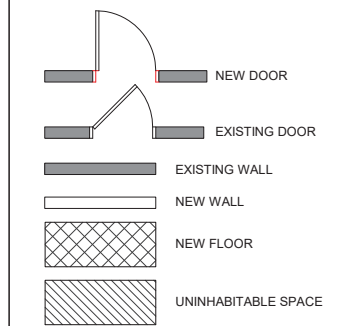 NEW DOOR
EXISTING DOOR
EXISTING WALL
NEW WALL
NEW FLOOR
UNINHABITABLE SPACE